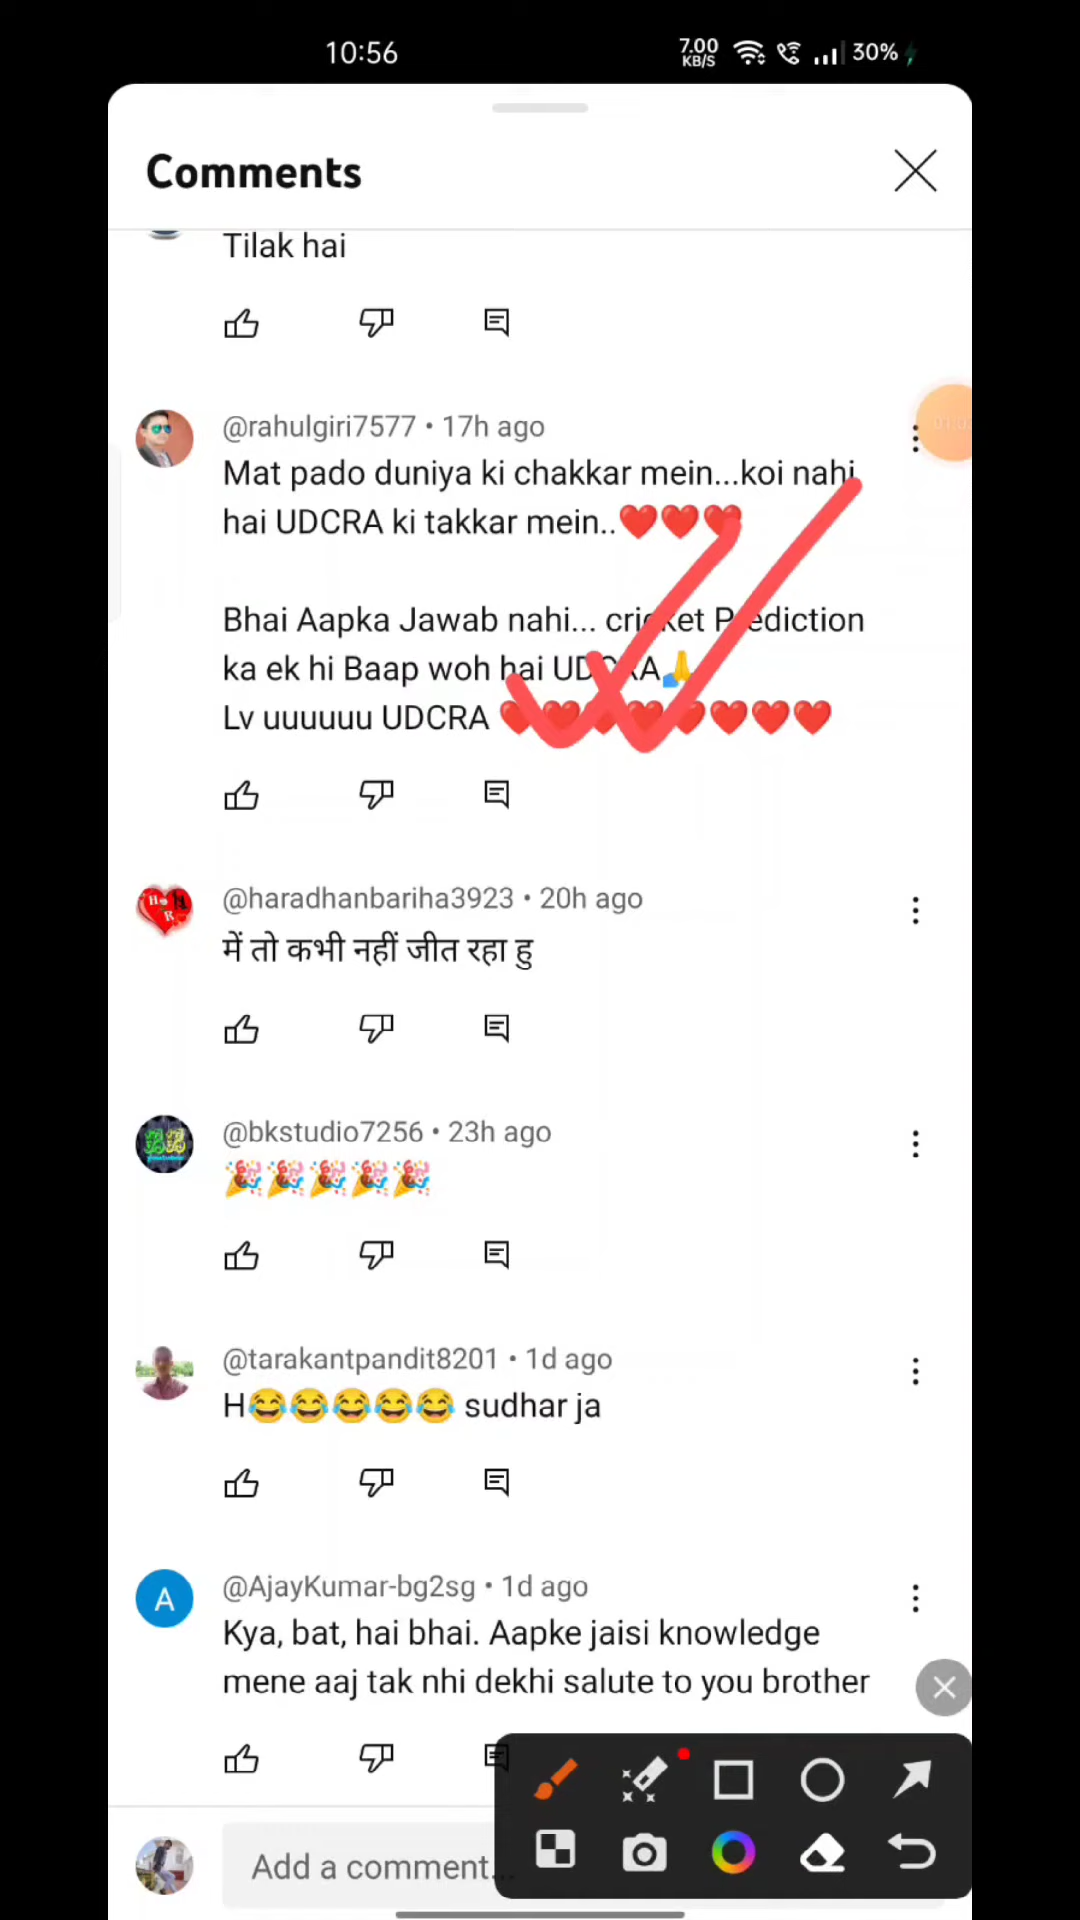 10:56
7.00
KB/S
30%
Comments
Tilak hai
@rahulgiri7577 • 17h ago
Mat pado duniya ki chakkar mein...koi nahi
hai UDCRA ki takkar mein..❤️❤️❤️
Bhai Aapka Jawab nahi... cricket Prediction
ka ek hi Baap woh hai UDCRA🙏
Lv uuuuuu UDCRA ❤️❤️❤️❤️❤️❤️❤️❤️
@haradhanbariha3923 • 20h ago
में तो कभी नहीं जीत रहा हु
@bkstudio7256 • 23h ago
🎉🎉🎉🎉🎉
@tarakantpandit8201 • 1d ago
H😂😂😂😂😂 sudhar ja
A
@AjayKumar-bg2sg • 1d ago
Kya, bat, hai bhai. Aapke jaisi knowledge
mene aaj tak nhi dekhi salute to you brother
Add a comment...